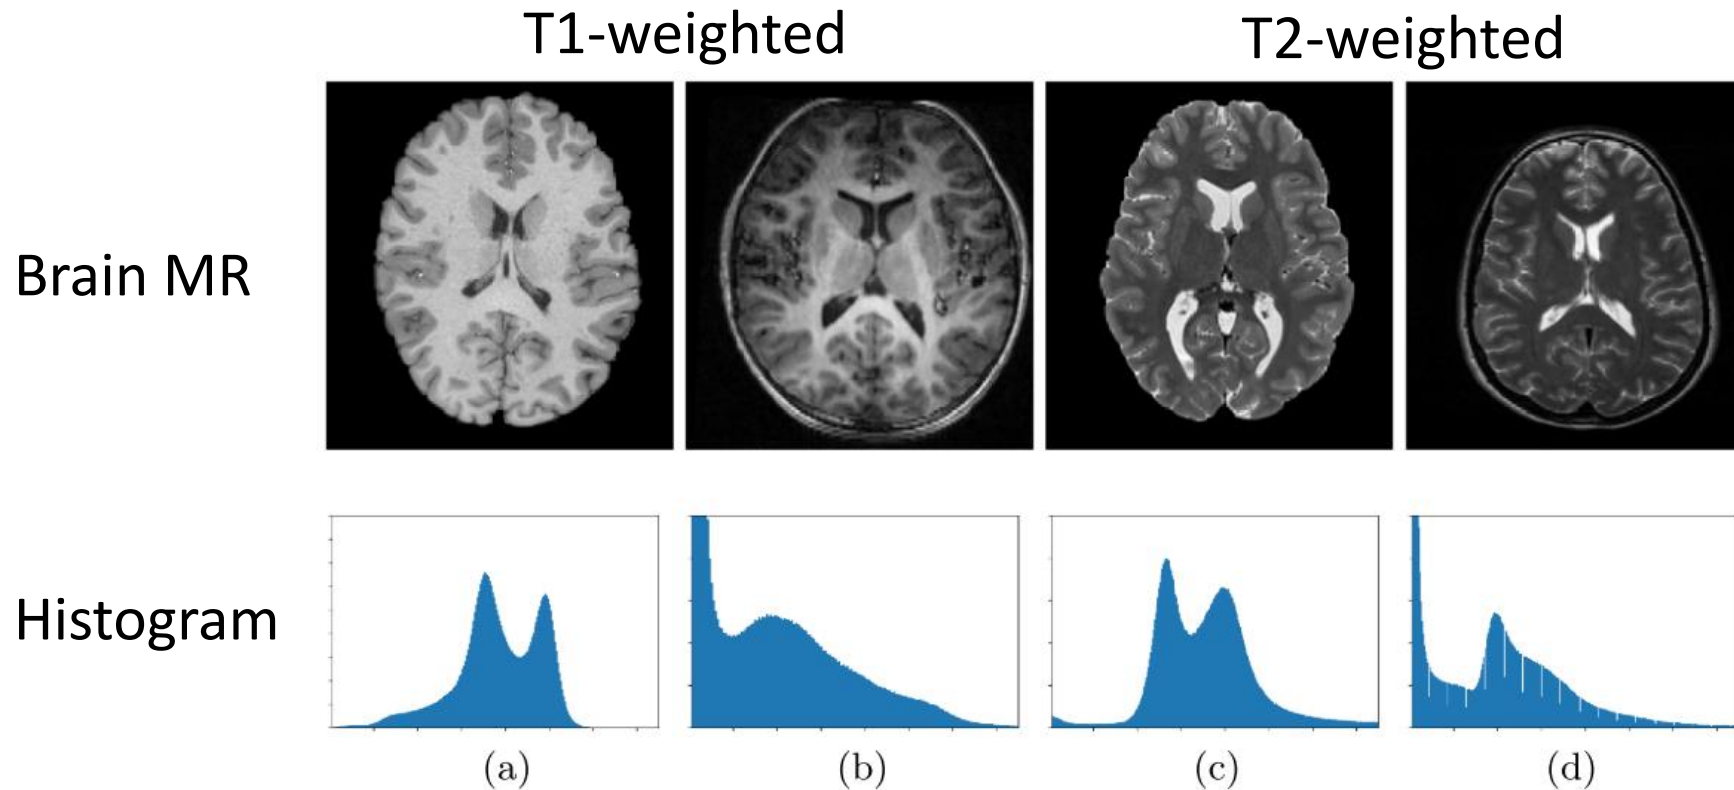 T1-weighted
T2-weighted
Brain MR
Histogram
(a)
(b)
(c)
(d)